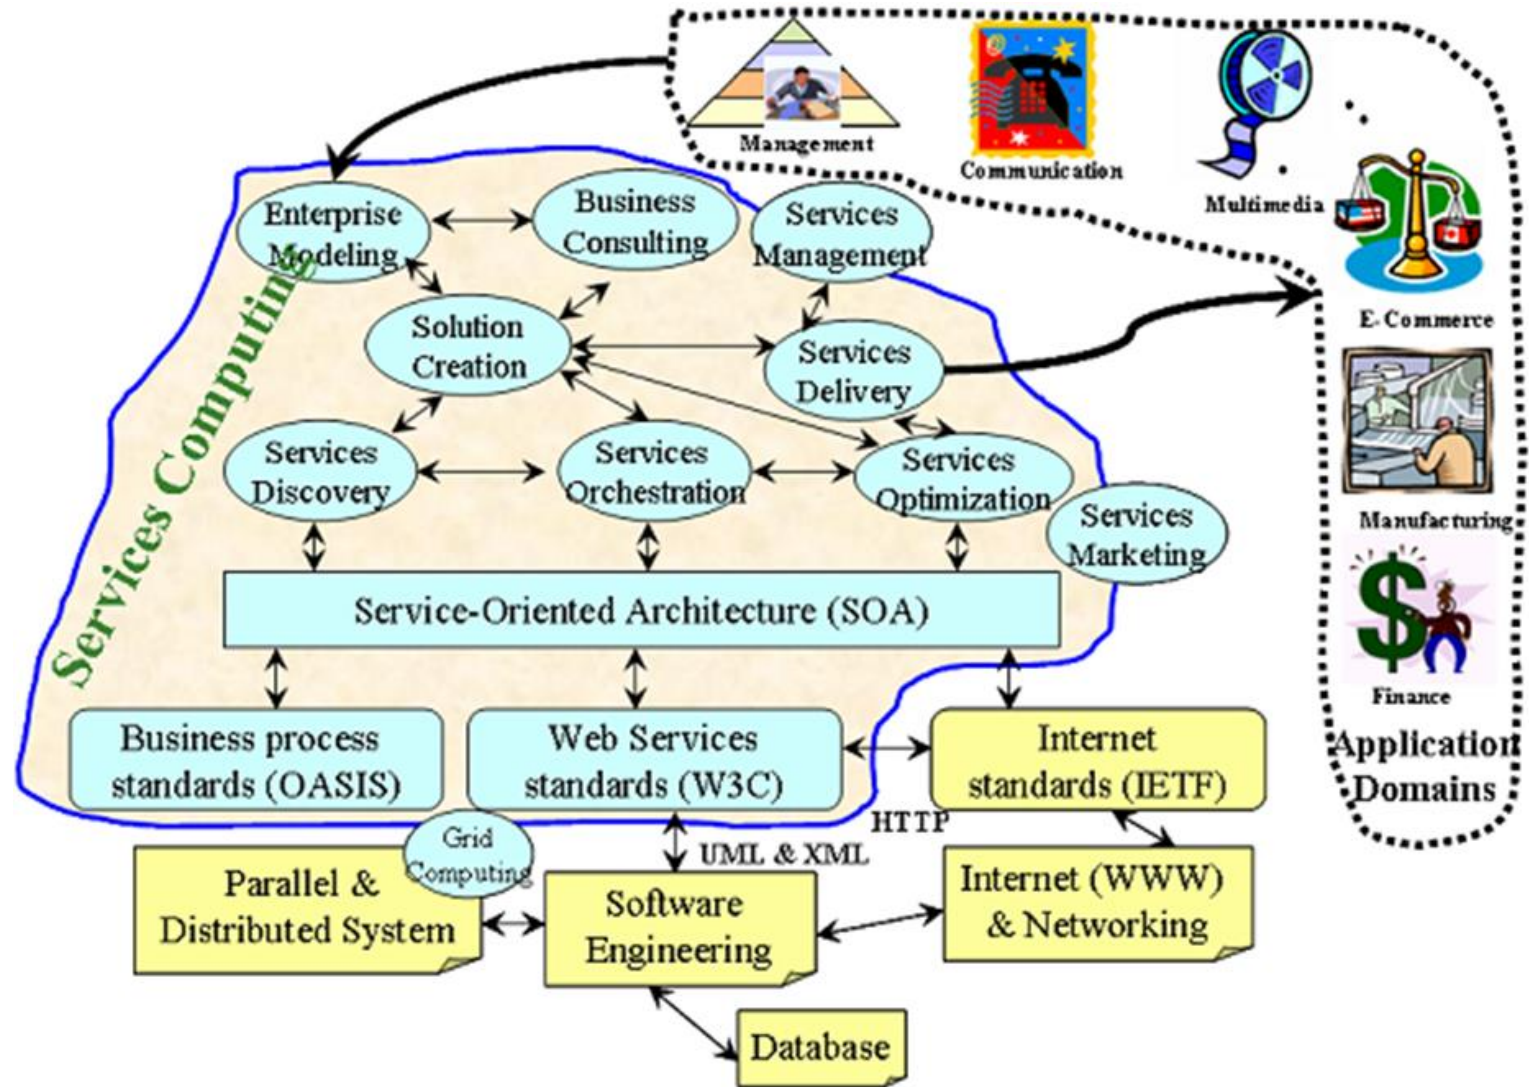 Management
Communication
Multimedia
E-Commerce
Manufacturing
Finance
Application
Domains
Services Computing
Enterprise
Modeling
Business
Consulting
Services
Management
Solution
Creation
Services
Delivery
Services
Discovery
Services
Orchestration
Services
Optimization
Services
Marketing
Service-Oriented Architecture (SOA)
Business process
standards (OASIS)
Web Services
standards (W3C)
Internet
standards (IETF)
HTTP
Grid
Computing
UML & XML
Parallel &
Distributed System
Software
Engineering
Internet (WWW)
& Networking
Database